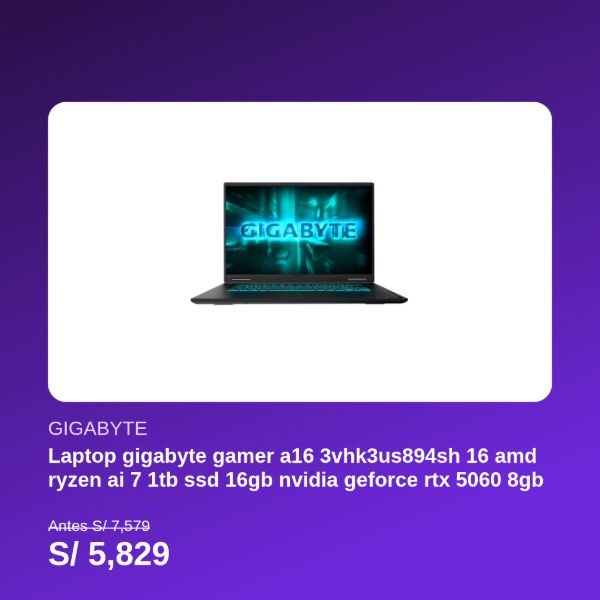 GIGABYTE
GIGABYTE
Laptop gigabyte gamer a16 3vhk3us894sh 16 amd
ryzen ai 7 1tb ssd 16gb nvidia geforce rtx 5060 8gb
Antes S/ 7,579
S/ 5,829